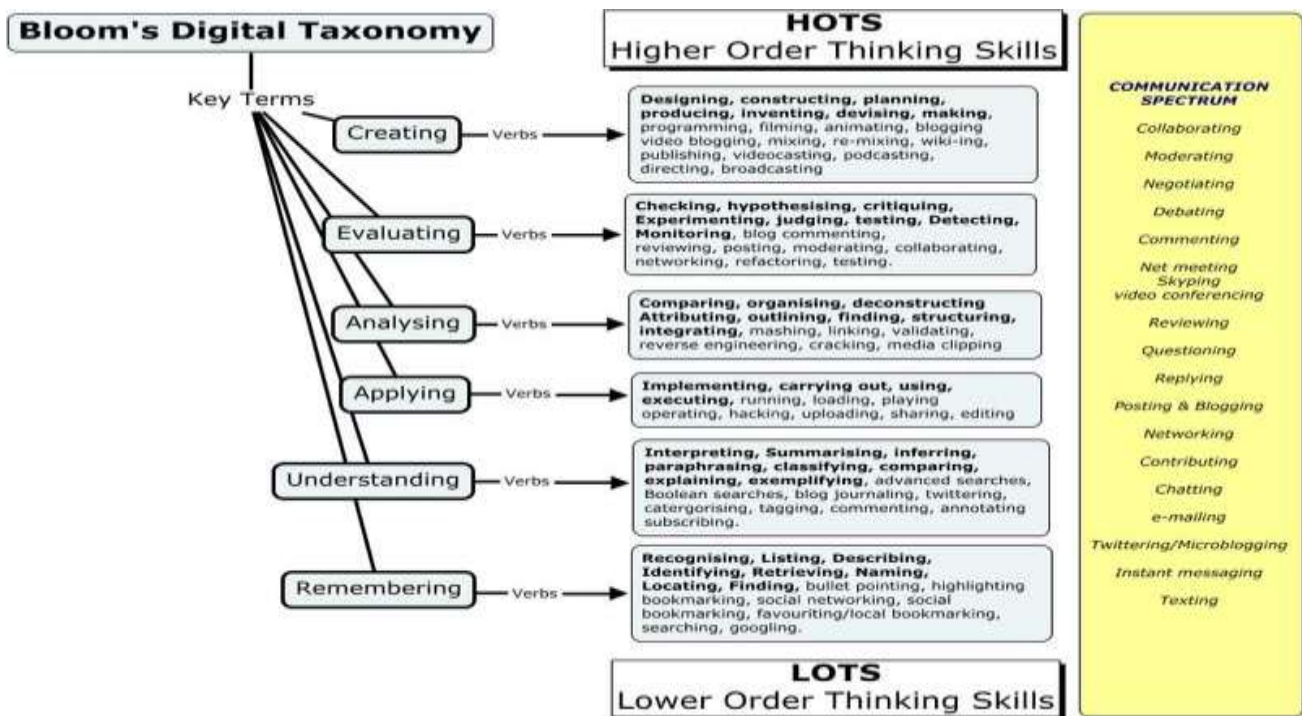 Bloom's Digital Taxonomy
Key Terms
HOTS
Higher Order Thinking Skills
Creating
Verbs
Designing, constructing, planning,
producing, inventing, devising, making,
programming, filming, animating, blogging
video blogging, mixing, re-mixing, wiki-ing,
publishing, videocasting, podcasting,
directing, broadcasting
Evaluating
Verbs
Checking, hypothesising, critiquing,
Experimenting, judging, testing, Detecting,
Monitoring, blog commenting,
reviewing, posting, moderating, collaborating,
networking, refactoring, testing.
Analysing
Verbs
Comparing, organising, deconstructing
Attributing, outlining, finding, structuring,
integrating, mashing, linking, validating,
reverse engineering, cracking, media clipping
Applying
Verbs
Implementing, carrying out, using,
executing, running, loading, playing
operating, hacking, uploading, sharing, editing
Understanding
Verbs
Interpreting, Summarising, inferring,
paraphrasing, classifying, comparing,
explaining, exemplifying, advanced searches,
Boolean searches, blog journaling, twittering,
catergorising, tagging, commenting, annotating
subscribing.
Remembering
Verbs
Recognising, Listing, Describing,
Identifying, Retrieving, Naming,
Locating, Finding, bullet pointing, highlighting
bookmarking, social networking, social
bookmarking, favouriting/local bookmarking,
searching, googling.
LOTS
Lower Order Thinking Skills
COMMUNICATION
SPECTRUM
Collaborating
Moderating
Negotiating
Debating
Commenting
Net meeting
Skyping
video conferencing
Reviewing
Questioning
Replying
Posting & Blogging
Networking
Contributing
Chatting
e-mailing
Twittering/Microblogging
Instant messaging
Texting